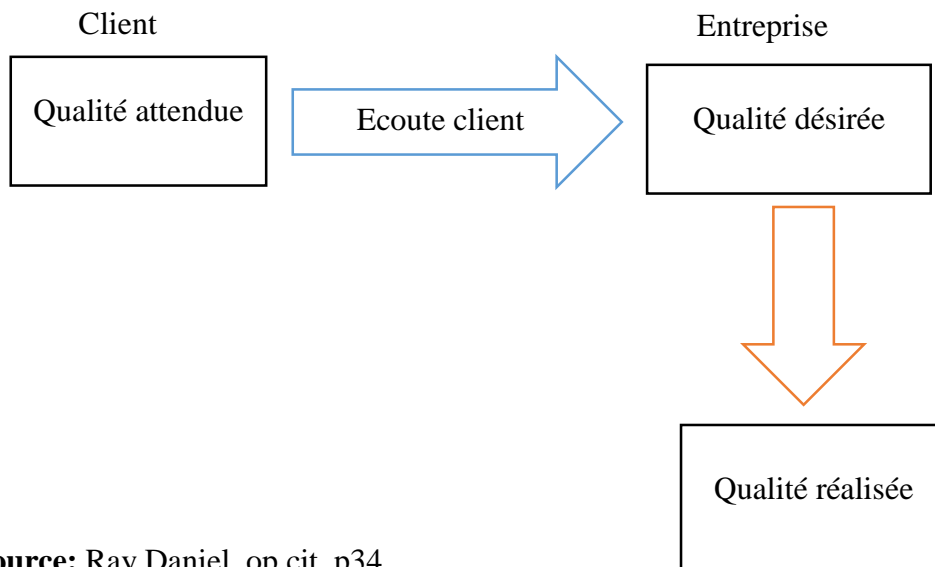 Client
Entreprise
Qualité attendue
Ecoute client
Qualité désirée
Qualité réalisée
ource: Ray Daniel, op cit, p34